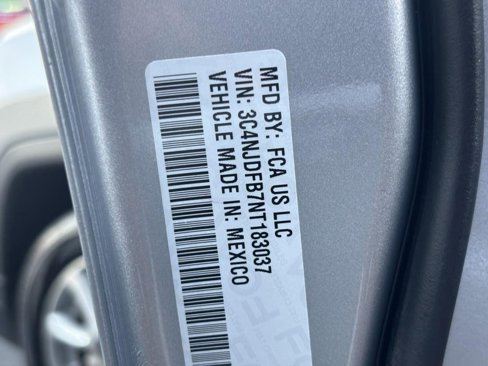 MFD BY: FCA US LLC
VIN: 3C4NJDFB7NT183037
VEHICLE MADE IN: MEXICO